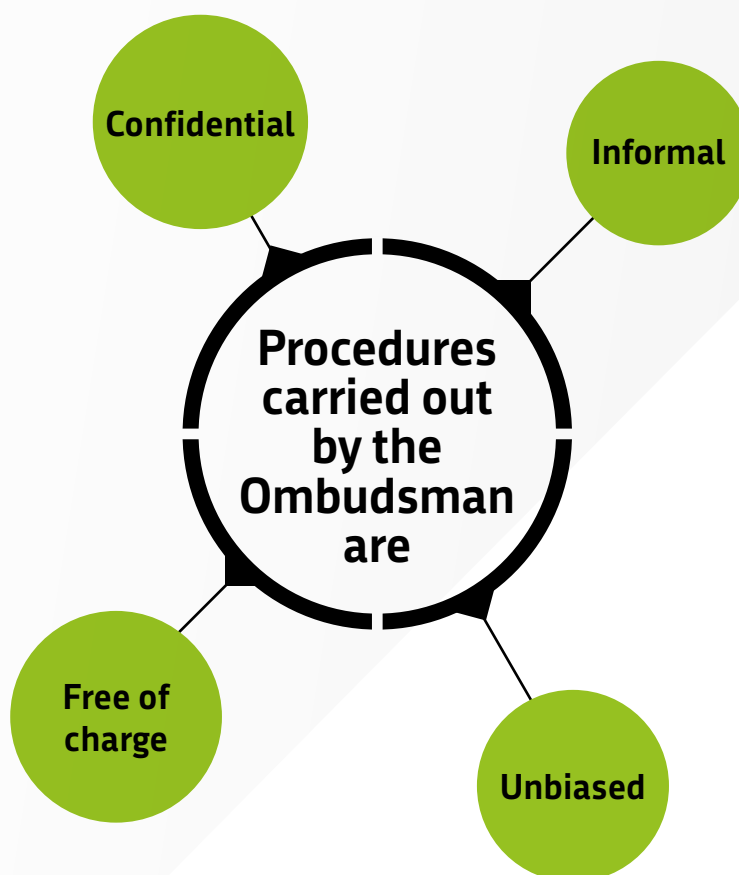 Confidential
Informal
Procedures
carried out
by the
Ombudsman
are
Free of
charge
Unbiased